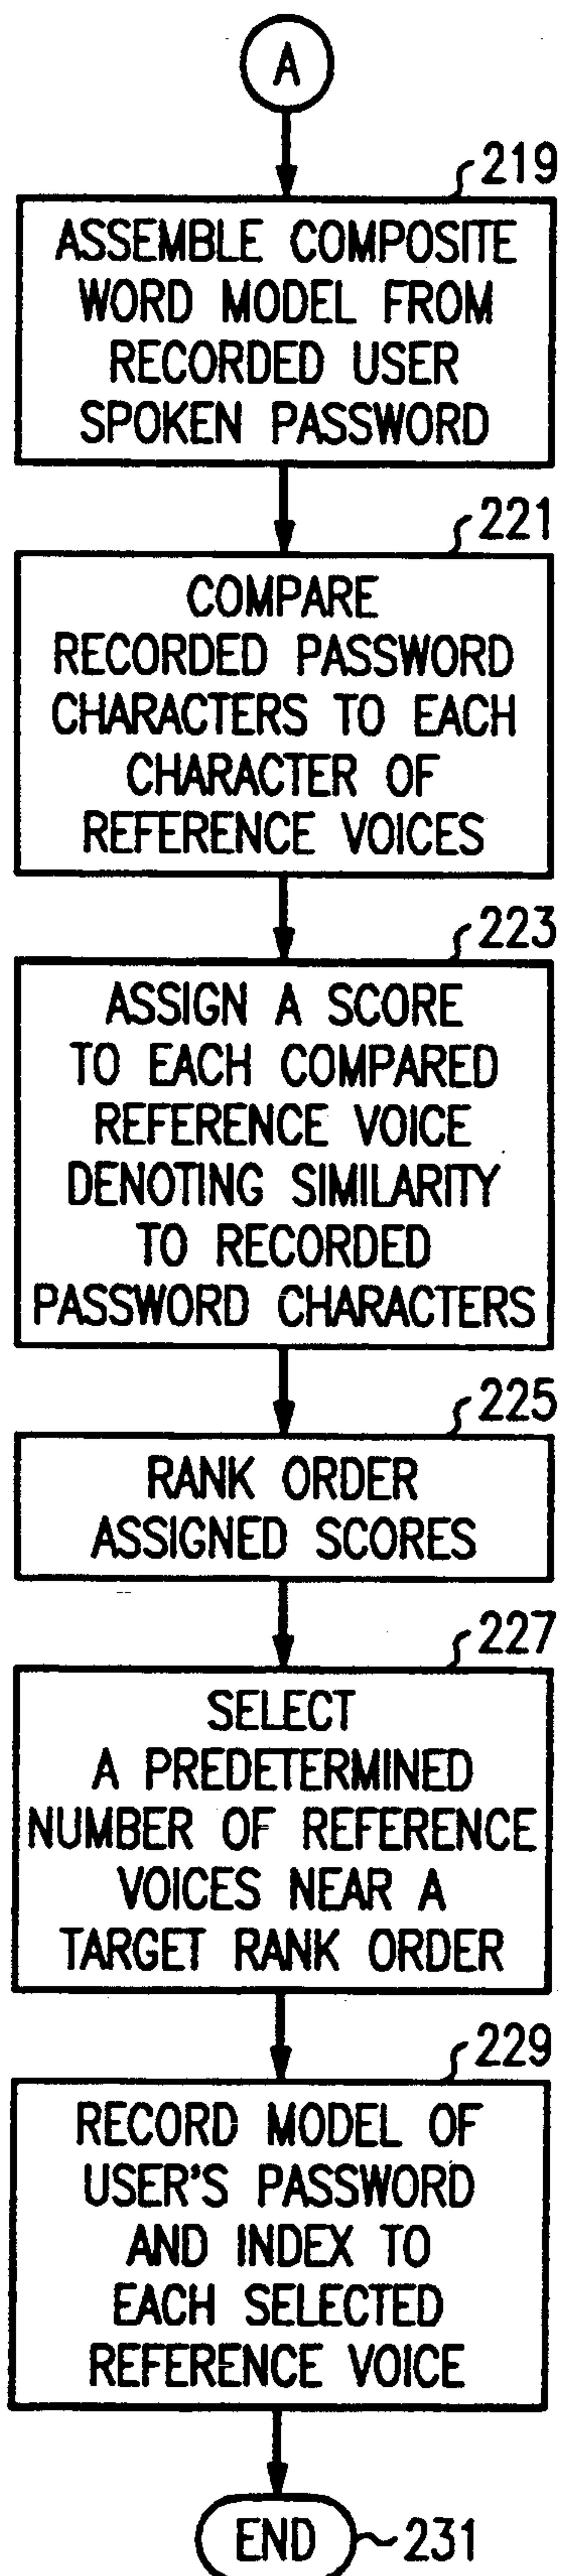 A
219
ASSEMBLE COMPOSITE
WORD MODEL FROM
RECORDED USER
SPOKEN PASSWORD
221
COMPARE
RECORDED PASSWORD
CHARACTERS TO EACH
CHARACTER OF
REFERENCE VOICES
223
ASSIGN A SCORE
TO EACH COMPARED
REFERENCE VOICE
DENOTING SIMILARITY
TO RECORDED
PASSWORD CHARACTERS
225
RANK ORDER
ASSIGNED SCORES
227
SELECT
A PREDETERMINED
NUMBER OF REFERENCE
VOICES NEAR A
TARGET RANK ORDER
229
RECORD MODEL OF
USER'S PASSWORD
AND INDEX TO
EACH SELECTED
REFERENCE VOICE
END 231